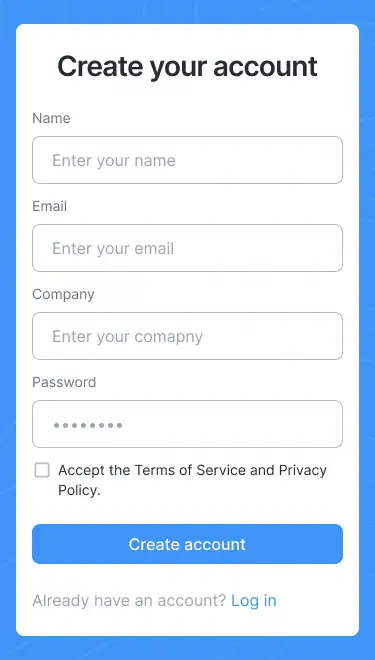 Create your account
Name
Enter your name
Email
Enter your email
Company
Enter your comapny
Password
••••••••
Accept the Terms of Service and Privacy
Policy.
Create account
Already have an account? Log in